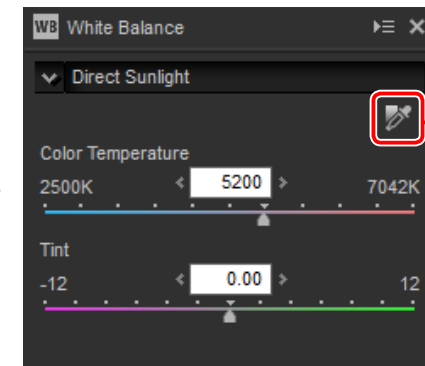 WB White Balance
Direct Sunlight
Color Temperature
2500K 5200 7042K
Tint
-12 0.00 12